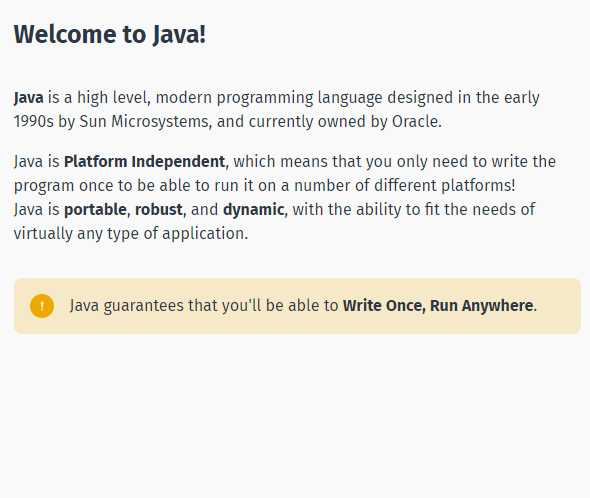 Welcome to Java!
Java is a high level, modern programming language designed in the early
1990s by Sun Microsystems, and currently owned by Oracle.
Java is Platform Independent, which means that you only need to write the
program once to be able to run it on a number of different platforms!
Java is portable, robust, and dynamic, with the ability to fit the needs of
virtually any type of application.
! Java guarantees that you'll be able to Write Once, Run Anywhere.